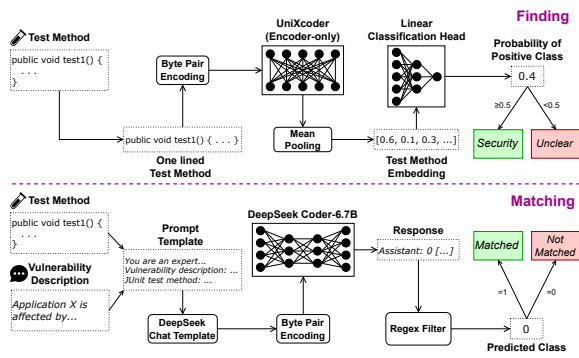 Finding
Test Method
public void test1() {
. . .
}
Byte Pair
Encoding
UniXcoder
(Encoder-only)
Linear
Classification Head
Probability of
Positive Class
0.4
≥0.5
<0.5
public void test1() { ... }
One lined
Test Method
Mean
Pooling
[0.6, 0.1, 0.3, ...]
Test Method
Embedding
Security
Unclear
Matching
Test Method
public void test1() {
. . .
}
Vulnerability
Description
Application X is
affected by...
Prompt
Template
You are an expert...
Vulnerability description: ...
JUnit test method: ...
DeepSeek
Chat Template
Byte Pair
Encoding
DeepSeek Coder-6.7B
Response
Assistant: 0 [...]
Regex Filter
Matched
Not
Matched
=1
=0
0
Predicted Class